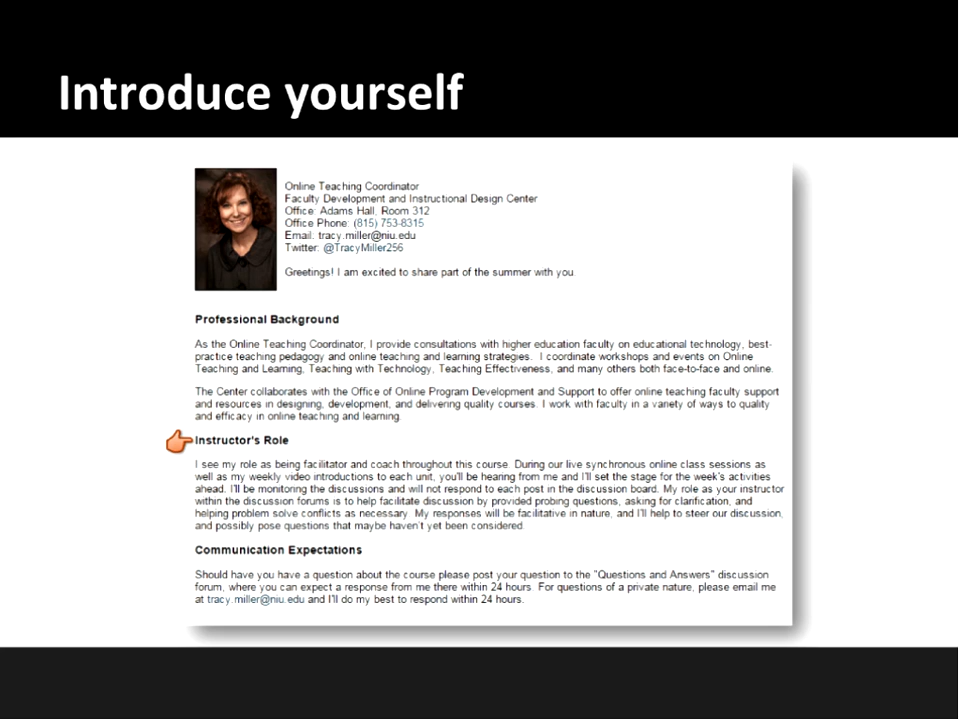 Introduce yourself
Online Teaching Coordinator
Faculty Development and Instructional Design Center
Office: Adams Hall, Room 312
Office Phone: (815) 753-8315
Email: tracy.miller@niu.edu
Twitter: @TracyMiller256
Greetings! I am excited to share part of the summer with you.
Professional Background
As the Online Teaching Coordinator, I provide consultations with higher education faculty on educational technology, best-
practice teaching pedagogy and online teaching and learning strategies. I coordinate workshops and events on Online
Teaching and Learning, Teaching with Technology, Teaching Effectiveness, and many others both face-to-face and online.
The Center collaborates with the Office of Online Program Development and Support to offer online teaching faculty support
and resources in designing, development, and delivering quality courses. I work with faculty in a variety of ways to quality
and efficacy in online teaching and learning.
Instructor's Role
I see my role as being facilitator and coach throughout this course. During our live synchronous online class sessions as
well as my weekly video introductions to each unit, you'll be hearing from me and I'll set the stage for the week's activities
ahead. I'll be monitoring the discussions and will not respond to each post in the discussion board. My role as your instructor
within the discussion forums is to help facilitate discussion by provided probing questions, asking for clarification, and
helping problem solve conflicts as necessary. My responses will be facilitative in nature, and I'll help to steer our discussion,
and possibly pose questions that maybe haven't yet been considered.
Communication Expectations
Should have you have a question about the course please post your question to the "Questions and Answers" discussion
forum, where you can expect a response from me there within 24 hours. For questions of a private nature, please email me
at tracy.miller@niu.edu and I'll do my best to respond within 24 hours.